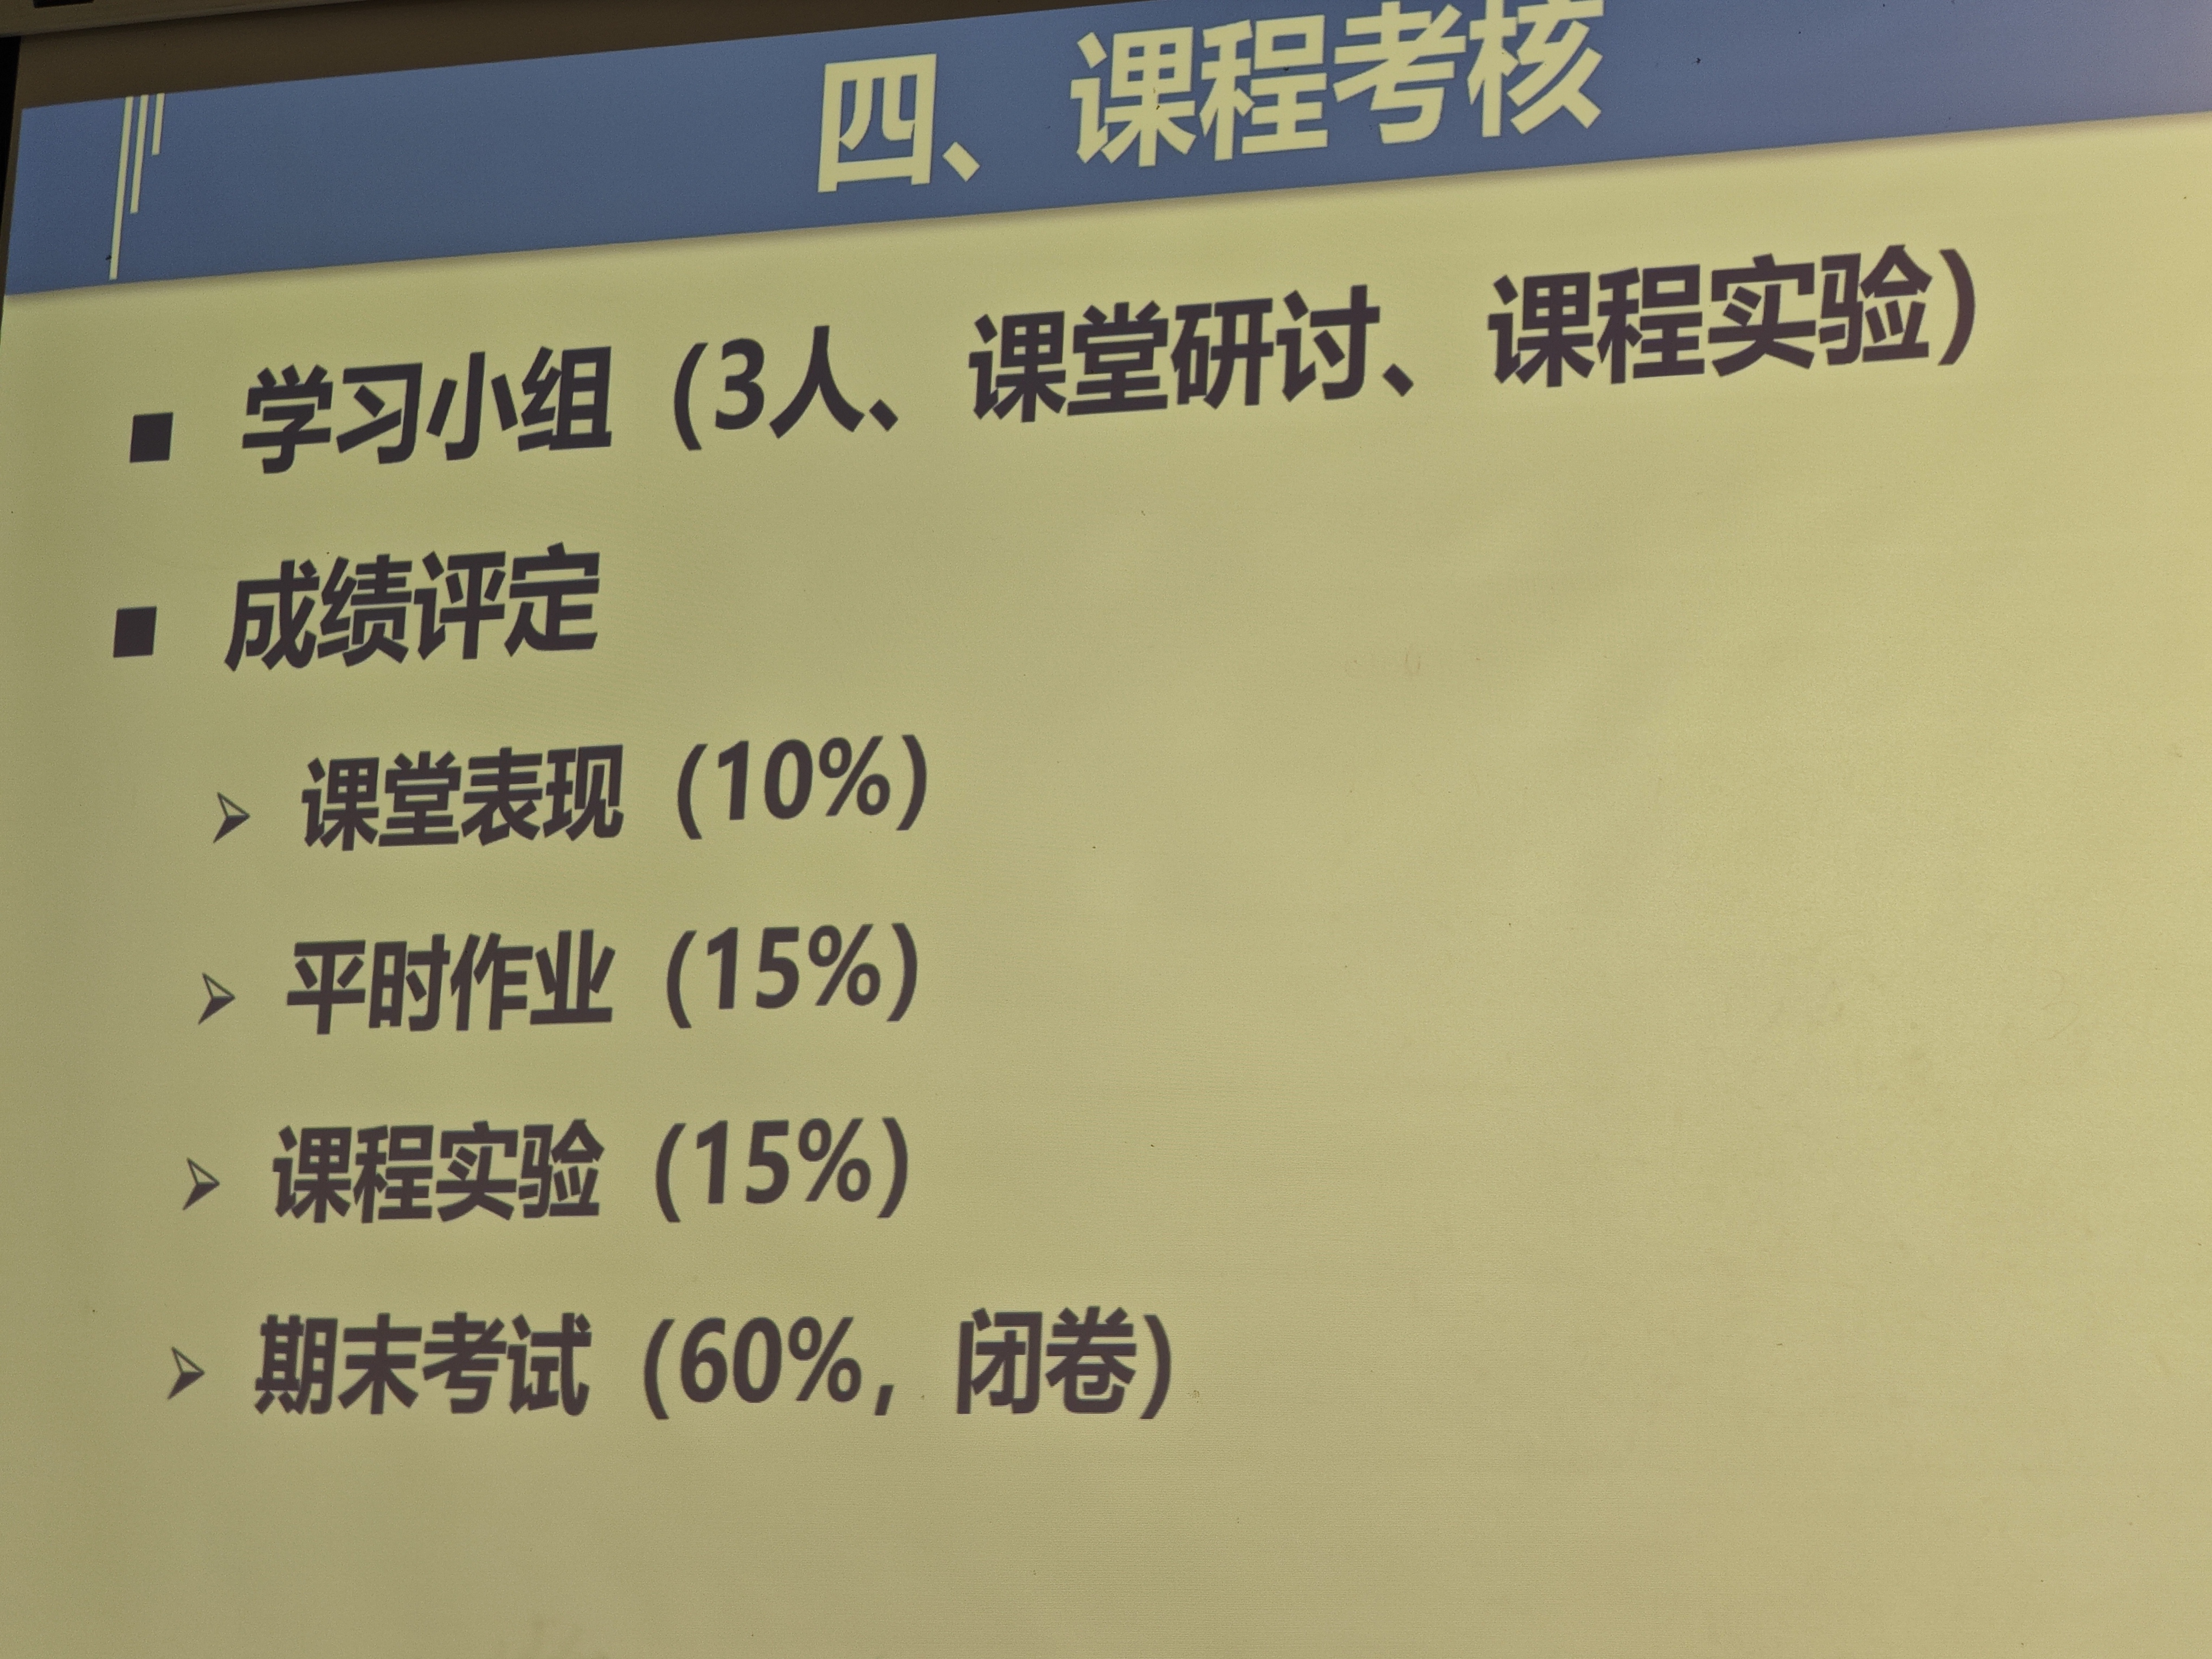 四、课程考核
学习小组（3人、课堂研讨、课程实验）
成绩评定
课堂表现（10%）
平时作业（15%）
课程实验（15%）
期末考试（60%，闭卷）